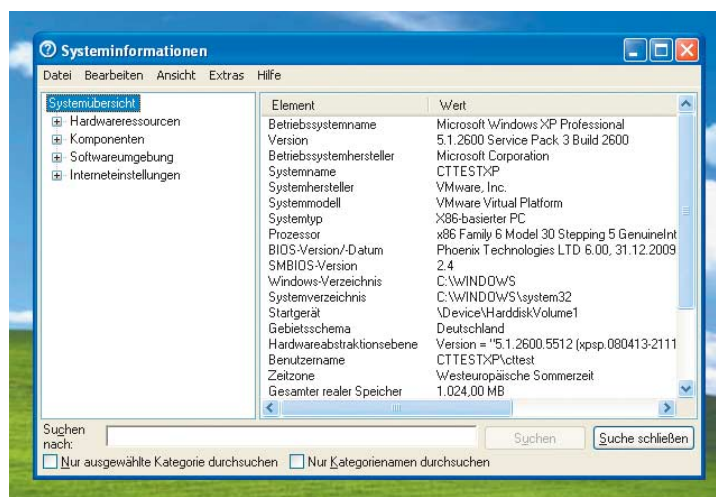 Systeminformationen
Datei Bearbeiten Ansicht Extras Hilfe
Systemübersicht
Hardwareressourcen
Komponenten
Softwareumgebung
Interneteinstellungen
Element Wert
Betriebssystemname Microsoft Windows XP Professional
Version 5.1.2600 Service Pack 3 Build 2600
Betriebssystemhersteller Microsoft Corporation
Systemname CTTESTXP
Systemhersteller VMware, Inc.
Systemmodell VMware Virtual Platform
Systemtyp X86-basierter PC
Prozessor x86 Family 6 Model 30 Stepping 5 GenuineInt
BIOS-Version/-Datum Phoenix Technologies LTD 6.00, 31.12.2009
SMBIOS-Version 2.4
Windows-Verzeichnis C:\WINDOWS
Systemverzeichnis C:\WINDOWS\system32
Startgerät \Device\HarddiskVolume1
Gebietsschema Deutschland
Hardwareabstraktionsebene Version = "5.1.2600.5512 (xpsp.080413-2111
Benutzername CTTESTXP\cttest
Zeitzone Westeuropäische Sommerzeit
Gesamter realer Speicher 1.024,00 MB
Suchen
nach:
Suchen Suche schließen
Nur ausgewählte Kategorie durchsuchen Nur Kategorienamen durchsuchen